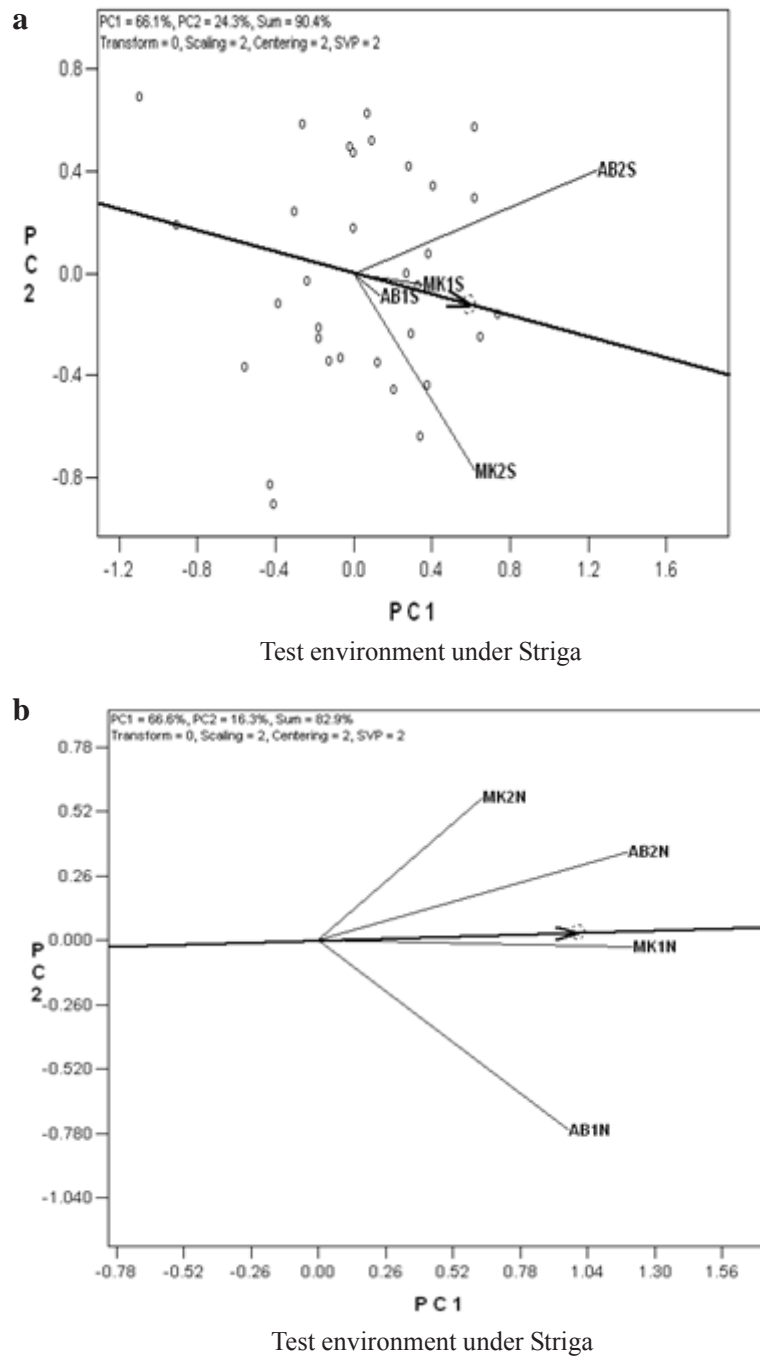 a
PC1 = 66.1%, PC2 = 24.3%, Sum = 90.4%
Transform = 0, Scaling = 2, Centering = 2, SVP = 2
0.8
0.4
0.0
-0.4
-0.8
PC2
AB2S
MK1S
AB1S
MK2S
-1.2 -0.8 -0.4 0.0 0.4 0.8 1.2 1.6
PC1
Test environment under Striga
b
PC1 = 66.6%, PC2 = 16.3%, Sum = 82.9%
Transform = 0, Scaling = 2, Centering = 2, SVP = 2
0.78
0.52
0.26
0.000
-0.260
-0.520
-0.780
-1.040
PC2
MK2N
AB2N
MK1N
AB1N
-0.78 -0.52 -0.26 0.00 0.26 0.52 0.78 1.04 1.30 1.56
PC1
Test environment under Striga